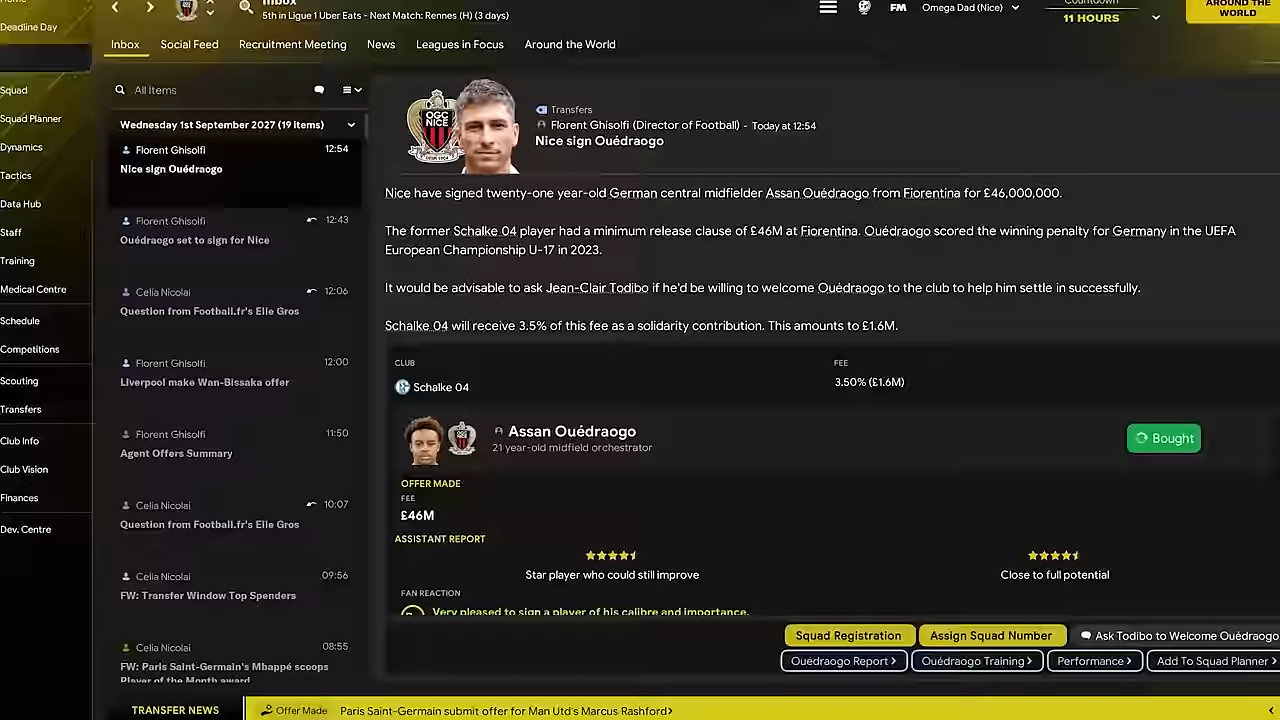 Home
Inbox
Countdown
AROUND THE
WORLD
Deadline Day
5th in Ligue 1 Uber Eats - Next Match: Rennes (H) (3 days)
FM
Omega Dad (Nice)
11 HOURS
Inbox
Social Feed
Recruitment Meeting
News
Leagues in Focus
Around the World
Squad
Squad Planner
Dynamics
Tactics
Data Hub
Staff
Training
Medical Centre
Schedule
Competitions
Scouting
Transfers
Club Info
Club Vision
Finances
Dev. Centre
All Items
Wednesday 1st September 2027 (19 items)
Florent Ghisolfi 12:54
Nice sign Ouédraogo
Florent Ghisolfi 12:43
Ouédraogo set to sign for Nice
Celia Nicolai 12:06
Question from Football.fr's Elie Gros
Florent Ghisolfi 12:00
Liverpool make Wan-Bissaka offer
Florent Ghisolfi 11:50
Agent Offers Summary
Celia Nicolai 10:07
Question from Football.fr's Elie Gros
Celia Nicolai 09:56
FW: Transfer Window Top Spenders
Celia Nicolai 08:55
FW: Paris Saint-Germain's Mbappé scoops
Player of the Month award
OGC
NICE
Transfers
Florent Ghisolfi (Director of Football) - Today at 12:54
Nice sign Ouédraogo
Nice have signed twenty-one year-old German central midfielder Assan Ouédraogo from Fiorentina for £46,000,000.
The former Schalke 04 player had a minimum release clause of £46M at Fiorentina. Ouédraogo scored the winning penalty for Germany in the UEFA
European Championship U-17 in 2023.
It would be advisable to ask Jean-Clair Todibo if he'd be willing to welcome Ouédraogo to the club to help him settle in successfully.
Schalke 04 will receive 3.5% of this fee as a solidarity contribution. This amounts to £1.6M.
CLUB
FEE
Schalke 04
3.50% (£1.6M)
Assan Ouédraogo
21 year-old midfield orchestrator
Bought
OFFER MADE
FEE
£46M
ASSISTANT REPORT
Star player who could still improve
Close to full potential
FAN REACTION
Very pleased to sign a player of his calibre and importance.
Squad Registration
Assign Squad Number
Ask Todibo to Welcome Ouédraogo
Ouédraogo Report
Ouédraogo Training
Performance
Add To Squad Planner
TRANSFER NEWS
Offer Made
Paris Saint-Germain submit offer for Man Utd's Marcus Rashford